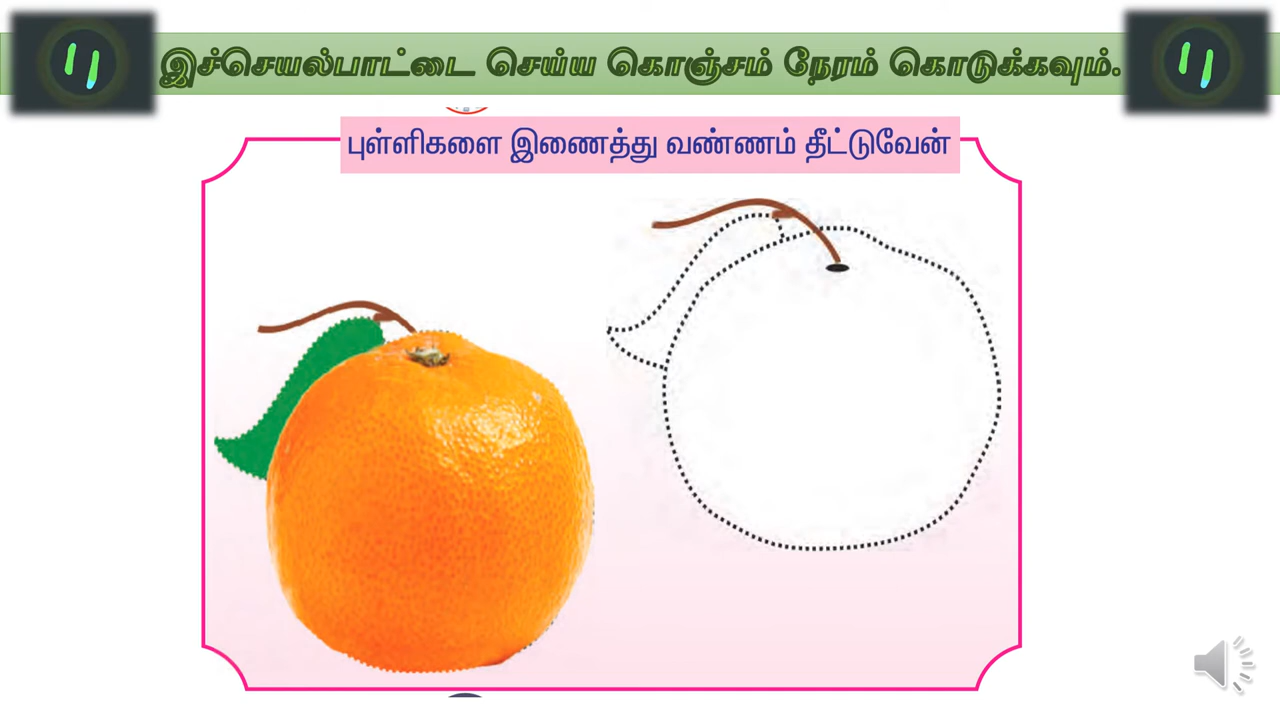 இச்செயல்பாட்டை செய்ய கொஞ்சம் நேரம் கொடுக்கவும்.
புள்ளிகளை இணைத்து வண்ணம் தீட்டுவேன்